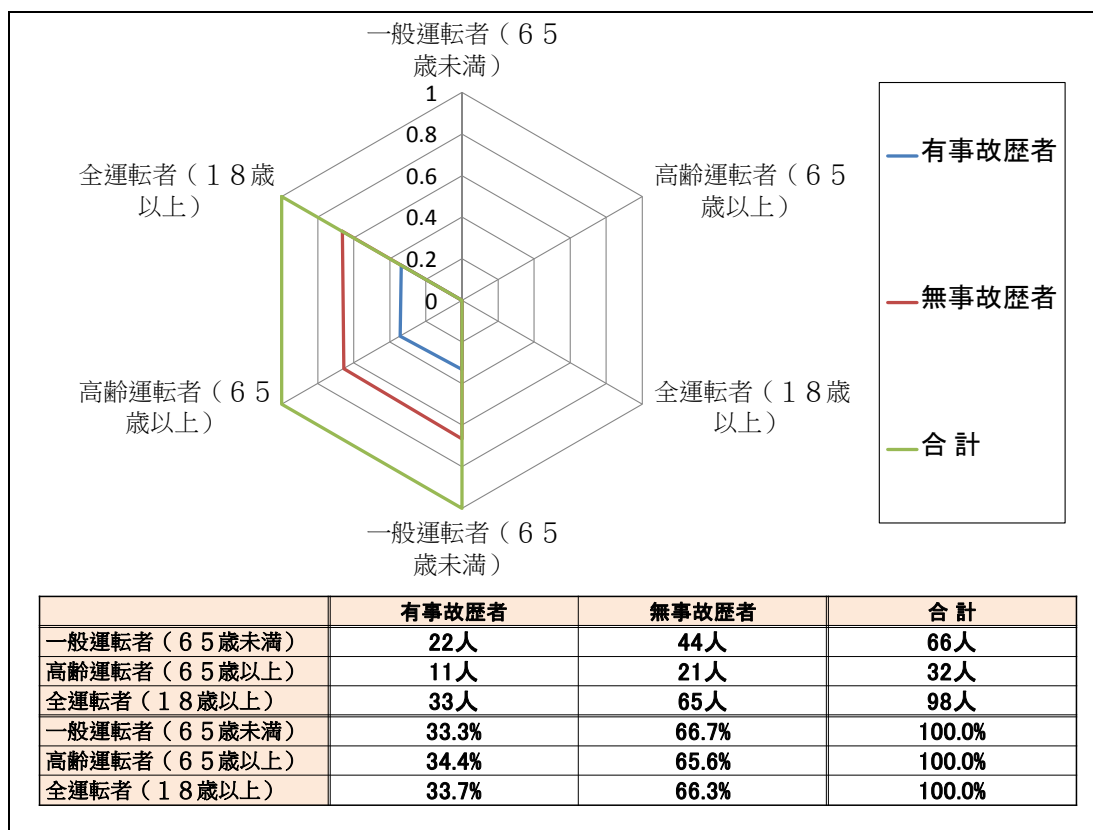 一般運転者（６５
歳未満）
1
0.8
0.6
0.4
0.2
0
高齢運転者（６５
歳以上）
全運転者（１８歳
以上）
一般運転者（６５
歳未満）
高齢運転者（６５
歳以上）
全運転者（１８歳
以上）
有事故歴者
無事故歴者
合 計
有事故歴者 無事故歴者 合 計
一般運転者（６５歳未満） 22人 44人 66人
高齢運転者（６５歳以上） 11人 21人 32人
全運転者（１８歳以上） 33人 65人 98人
一般運転者（６５歳未満） 33.3% 66.7% 100.0%
高齢運転者（６５歳以上） 34.4% 65.6% 100.0%
全運転者（１８歳以上） 33.7% 66.3% 100.0%